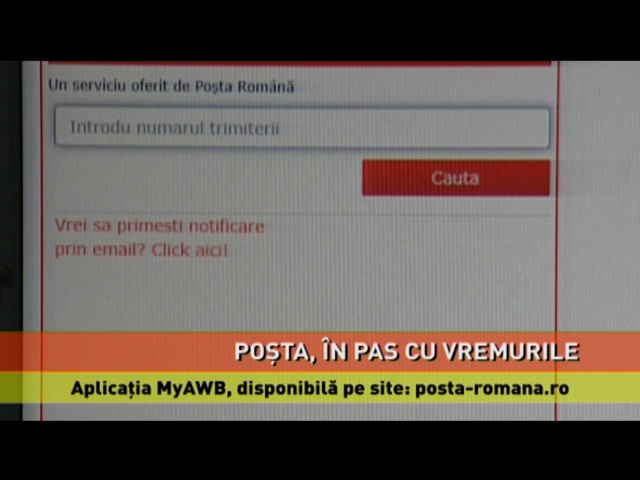 Un serviciu oferit de Poşta Română
Introdu numarul trimiterii
Cauta
Vrei sa primesti notificare
prin email? Click aici!
POȘTA, ÎN PAS CU VREMURILE
Aplicația MyAWB, disponibilă pe site: posta-romana.ro